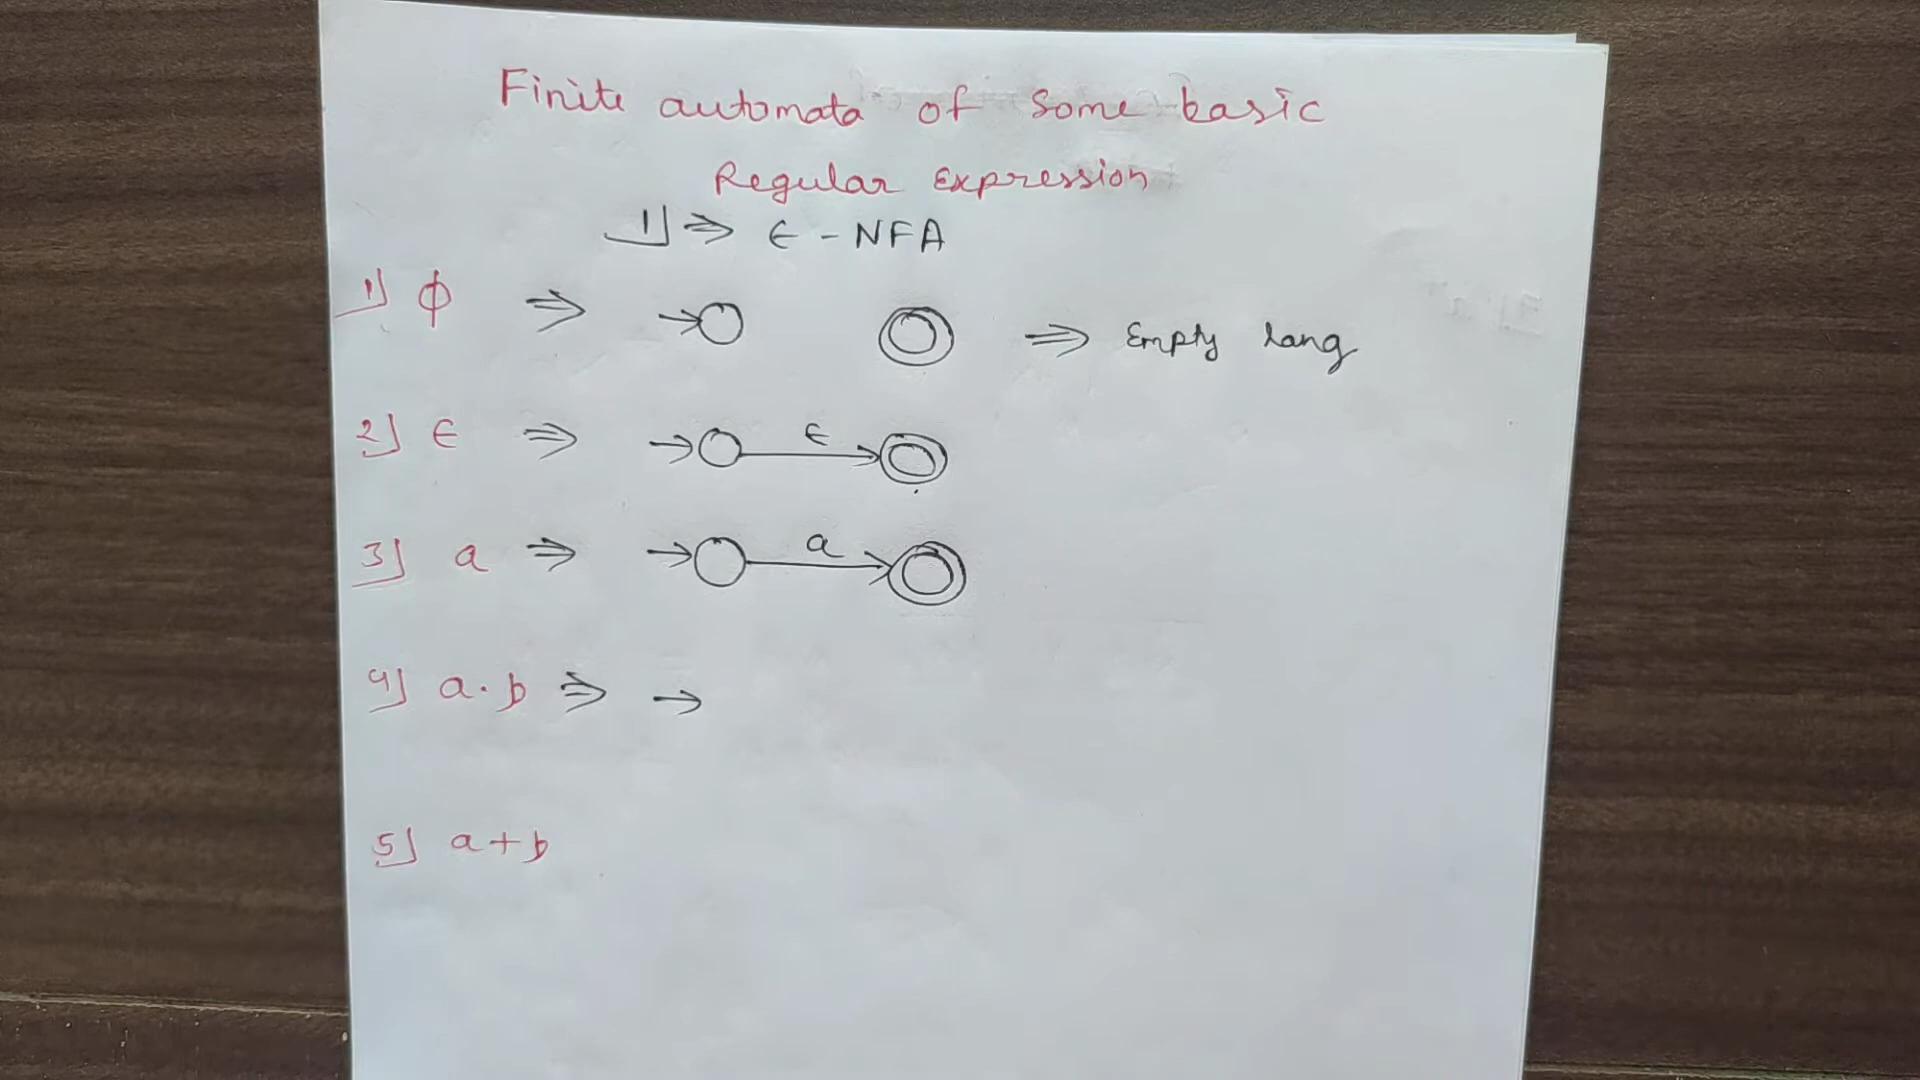 Finite automata of Some basic
Regular Expression
1) ⇒ ϵ - NFA
1) ϕ ⇒ → ⇒ Empty lang
2) ϵ ⇒ → ϵ
3) a ⇒ → a
4) a.b ⇒ →
5) a+b